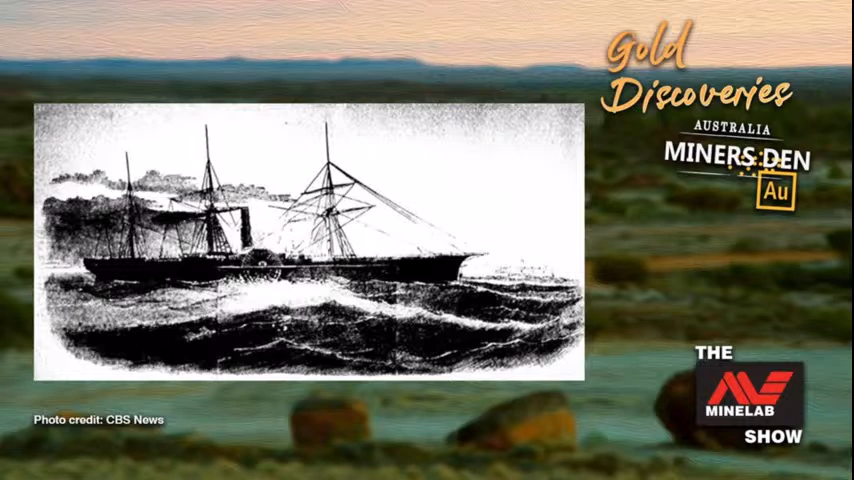 Gold
Discoveries
AUSTRALIA
MINERS DEN
Au
THE
MINELAB
SHOW
Photo credit: CBS News